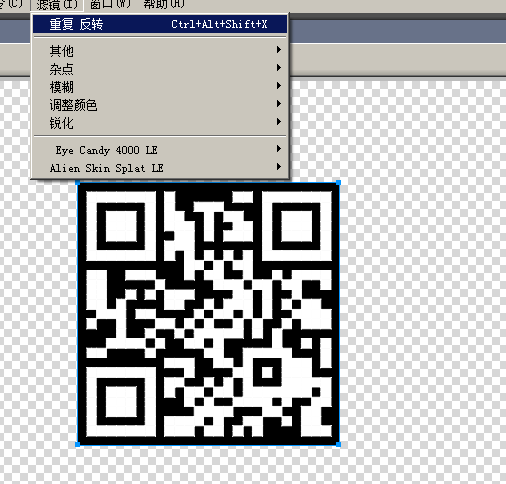 令(C) 滤镜(I) 窗口(W) 帮助(H)
重复 反转 Ctrl+Alt+Shift+X
其他
杂点
模糊
调整颜色
锐化
Eye Candy 4000 LE
Alien Skin Splat LE